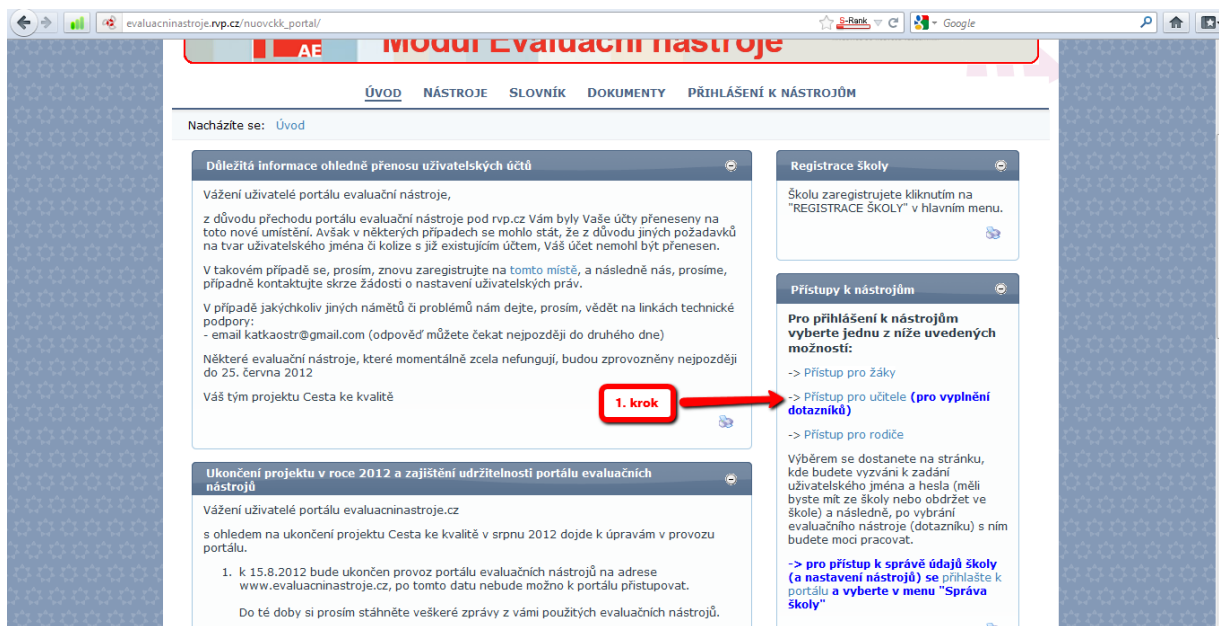 evaluacninastroje.rvp.cz/nuovckk_portal/
S-Rank
Google
AE
Modul Evaluační nástroje
ÚVOD NÁSTROJE SLOVNÍK DOKUMENTY PŘIHLÁŠENÍ K NÁSTROJŮM
Nacházíte se: Úvod
Důležitá informace ohledně přenosu uživatelských účtů
Vážení uživatelé portálu evaluační nástroje,
z důvodu přechodu portálu evaluační nástroje pod rvp.cz Vám byly Vaše účty přeneseny na
toto nové umístění. Avšak v některých případech se mohlo stát, že z důvodu jiných požadavků
na tvar uživatelského jména či kolize s již existujícím účtem, Váš účet nemohl být přenesen.
V takovém případě se, prosím, znovu zaregistrujte na tomto místě, a následně nás, prosíme,
případně kontaktujte skrze žádosti o nastavení uživatelských práv.
V případě jakýchkoliv jiných námětů či problémů nám dejte, prosím, vědět na linkách technické
podpory:
- email katkaostr@gmail.com (odpověď můžete čekat nejpozději do druhého dne)
Některé evaluační nástroje, které momentálně zcela nefungují, budou zprovozněny nejpozději
do 25. června 2012
Váš tým projektu Cesta ke kvalitě
1. krok
Ukončení projektu v roce 2012 a zajištění udržitelnosti portálu evaluačních
nástrojů
Vážení uživatelé portálu evaluacninastroje.cz
s ohledem na ukončení projektu Cesta ke kvalitě v srpnu 2012 dojde k úpravám v provozu
portálu.
1. k 15.8.2012 bude ukončen provoz portálu evaluačních nástrojů na adrese
www.evaluacninastroje.cz, po tomto datu nebude možno k portálu přistupovat.
Do té doby si prosím stáhněte veškeré zprávy z vámi použitých evaluačních nástrojů.
Registrace školy
Školu zaregistrujete kliknutím na
"REGISTRACE ŠKOLY" v hlavním menu.
Přístupy k nástrojům
Pro přihlášení k nástrojům
vyberte jednu z níže uvedených
možností:
-> Přístup pro žáky
-> Přístup pro učitele (pro vyplnění
dotazníků)
-> Přístup pro rodiče
Výběrem se dostanete na stránku,
kde budete vyzváni k zadání
uživatelského jména a hesla (měli
byste mít ze školy nebo obdržet ve
škole) a následně, po vybrání
evaluačního nástroje (dotazníku) s ním
budete moci pracovat.
-> pro přístup k správě údajů školy
(a nastavení nástrojů) se přihlašte k
portálu a vyberte v menu "Správa
školy"